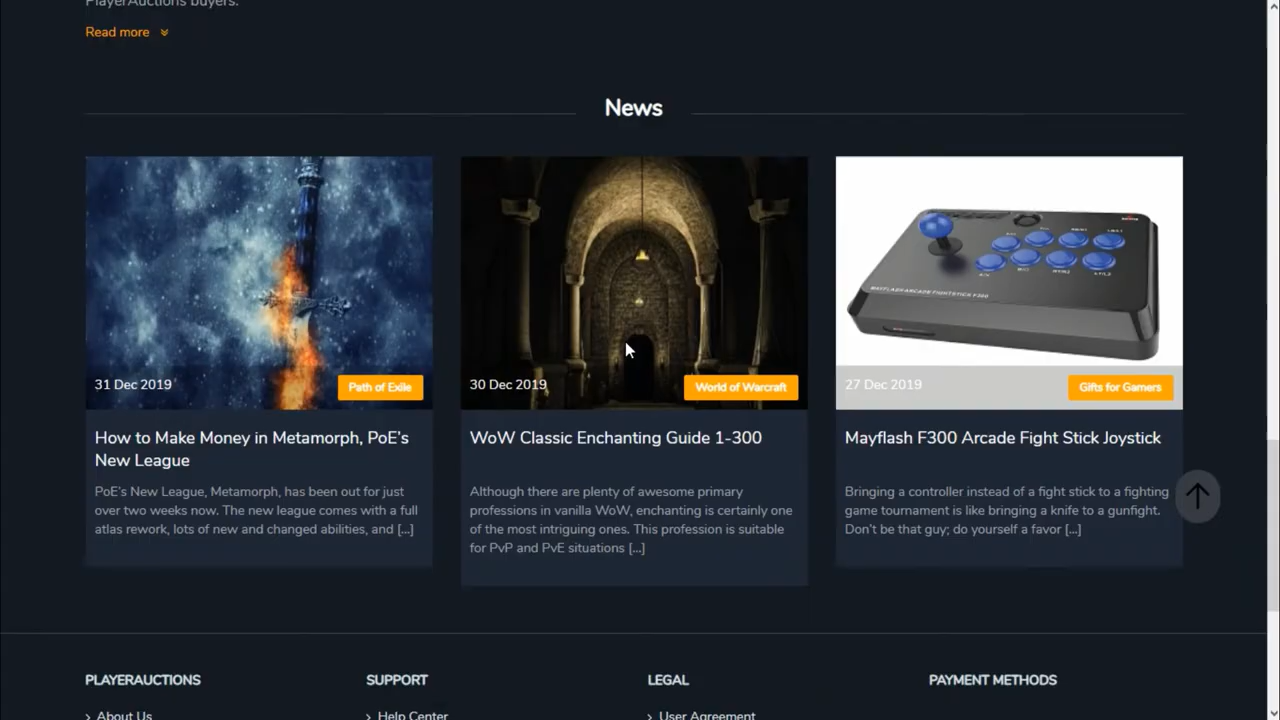 PlayerAuctions buyers.
Read more
News
31 Dec 2019
Path of Exile
How to Make Money in Metamorph, PoE's
New League
PoE's New League, Metamorph, has been out for just
over two weeks now. The new league comes with a full
atlas rework, lots of new and changed abilities, and [...]
30 Dec 2019
World of Warcraft
WoW Classic Enchanting Guide 1-300
Although there are plenty of awesome primary
professions in vanilla WoW, enchanting is certainly one
of the most intriguing ones. This profession is suitable
for PvP and PvE situations [...]
MAYFLASH ARCADE FIGHTSTICK F300
27 Dec 2019
Gifts for Gamers
Mayflash F300 Arcade Fight Stick Joystick
Bringing a controller instead of a fight stick to a fighting
game tournament is like bringing a knife to a gunfight.
Don't be that guy; do yourself a favor [...]
PLAYERAUCTIONS
SUPPORT
LEGAL
PAYMENT METHODS
About Us
Help Center
User Agreement